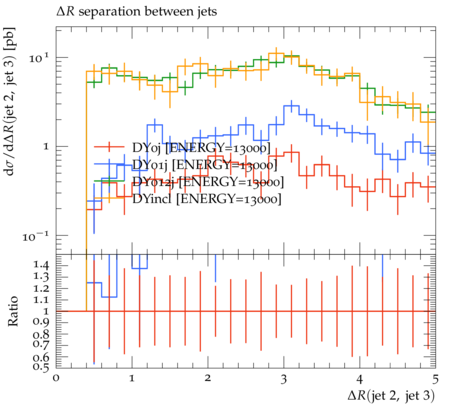 ΔR separation between jets
dσ/dΔR(jet 2, jet 3) [pb]
10¹
1
10⁻¹
DY0j [ENERGY=13000]
DY01j [ENERGY=13000]
DY012j [ENERGY=13000]
DYincl [ENERGY=13000]
Ratio
1.4
1.3
1.2
1.1
1
0.9
0.8
0.7
0.6
0.5
0 1 2 3 4 5
ΔR(jet 2, jet 3)